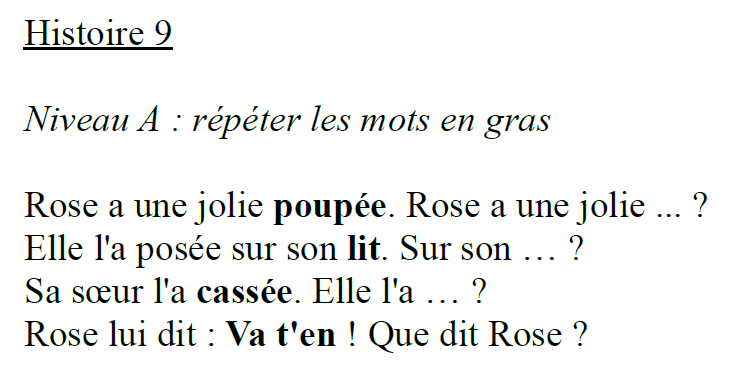 Histoire 9
Niveau A : répéter les mots en gras
Rose a une jolie poupée. Rose a une jolie ... ?
Elle l'a posée sur son lit. Sur son … ?
Sa sœur l'a cassée. Elle l'a … ?
Rose lui dit : Va t'en ! Que dit Rose ?